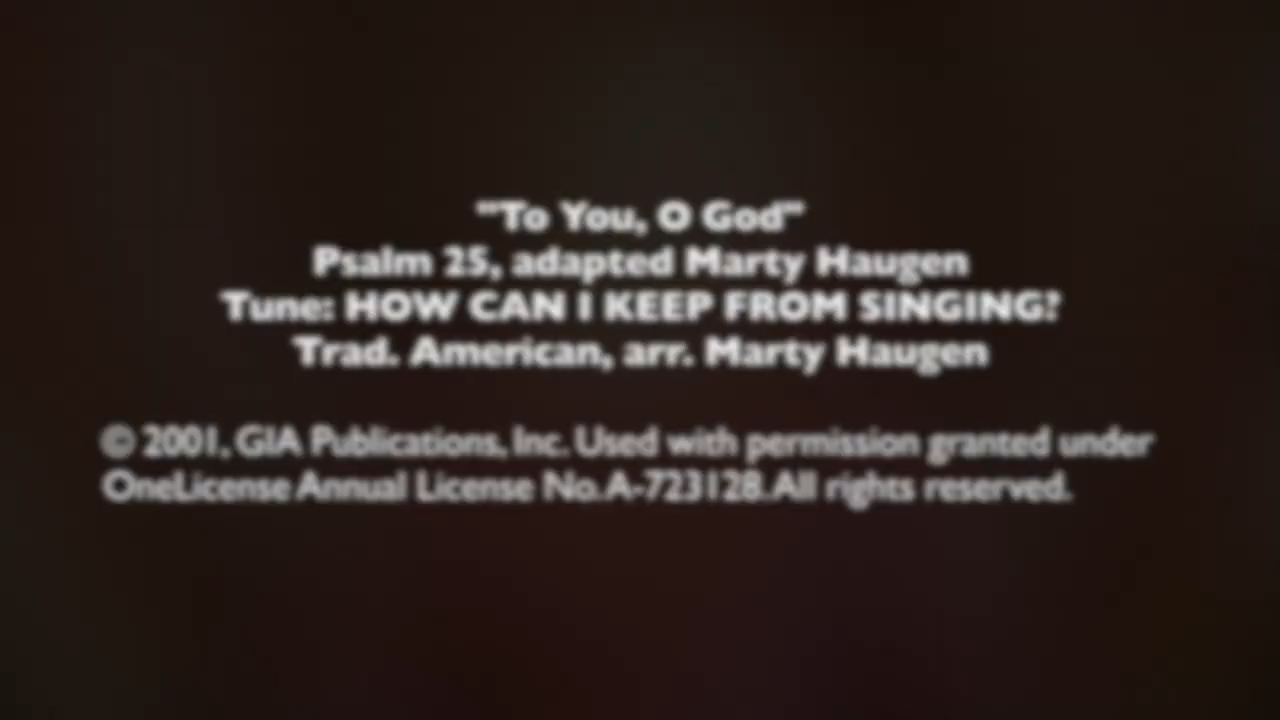 "To You, O God"
Psalm 25, adapted Marty Haugen
Tune: HOW CAN I KEEP FROM SINGING?
Trad. American, arr. Marty Haugen
© 2001, GIA Publications, Inc. Used with permission granted under
OneLicense Annual License No. A-723128. All rights reserved.